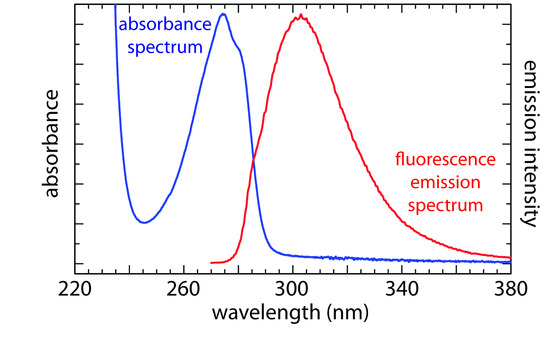 absorbance
spectrum
absorbance
emission intensity
fluorescence
emission
spectrum
220
260
300
340
380
wavelength (nm)